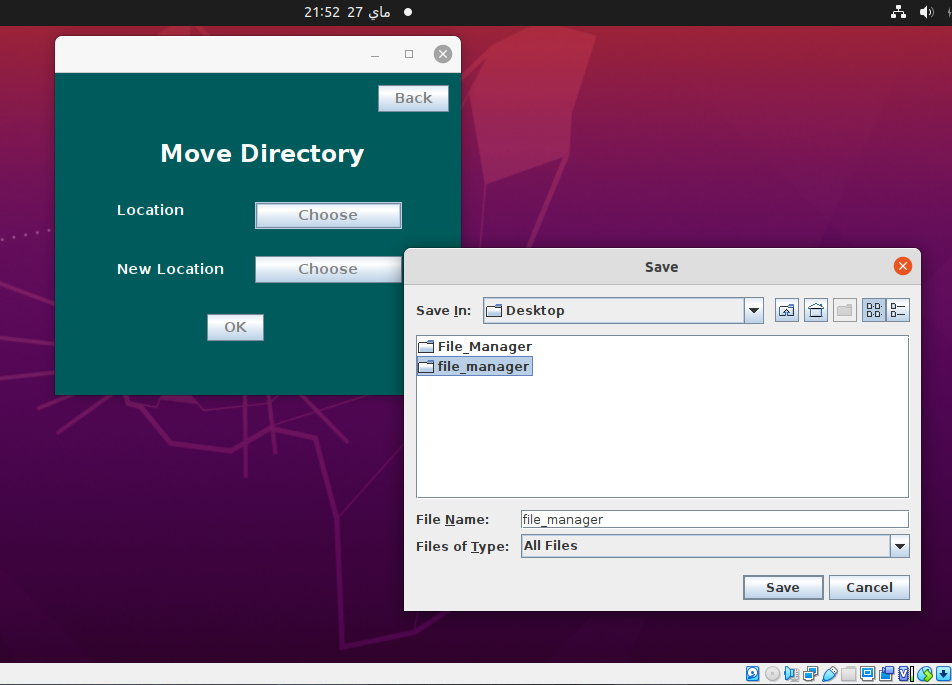 21:52 27 ماي
Back
Move Directory
Location
Choose
New Location
Choose
OK
Save
Save In:
Desktop
File_Manager
file_manager
File Name:
file_manager
Files of Type:
All Files
Save
Cancel